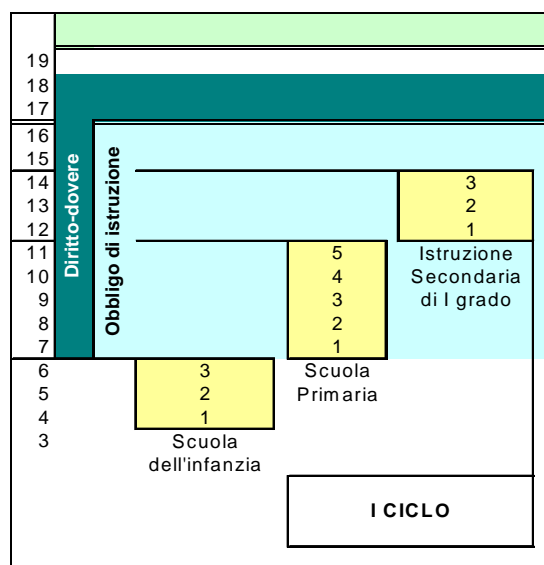 19
18
17
16
15
14 3
13 2
12 1
11 5 Istruzione
10 4 Secondaria
9 3 di I grado
8 2
7 1
6 3 Scuola
5 2 Primaria
4 1
3 Scuola
dell'infanzia
Diritto-dovere
Obbligo di istruzione
I CICLO